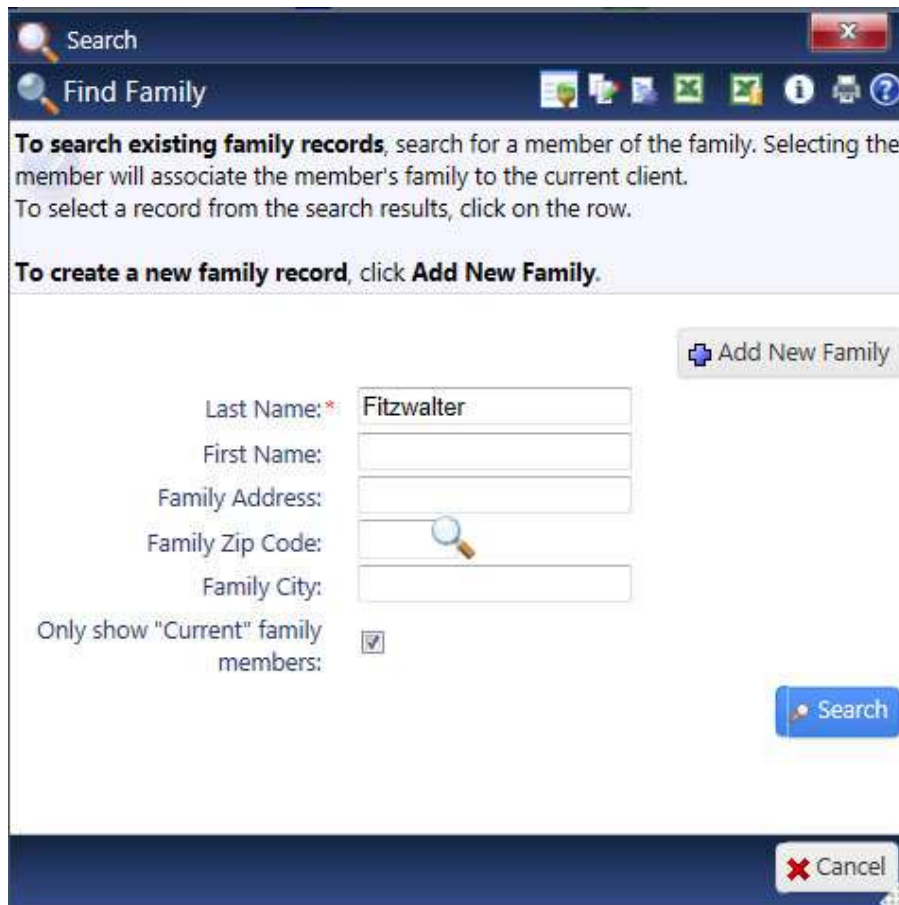 Search
x
Find Family
To search existing family records, search for a member of the family. Selecting the
member will associate the member's family to the current client.
To select a record from the search results, click on the row.
To create a new family record, click Add New Family.
Add New Family
Last Name:* Fitzwalter
First Name:
Family Address:
Family Zip Code:
Family City:
Only show "Current" family
members:
Search
Cancel